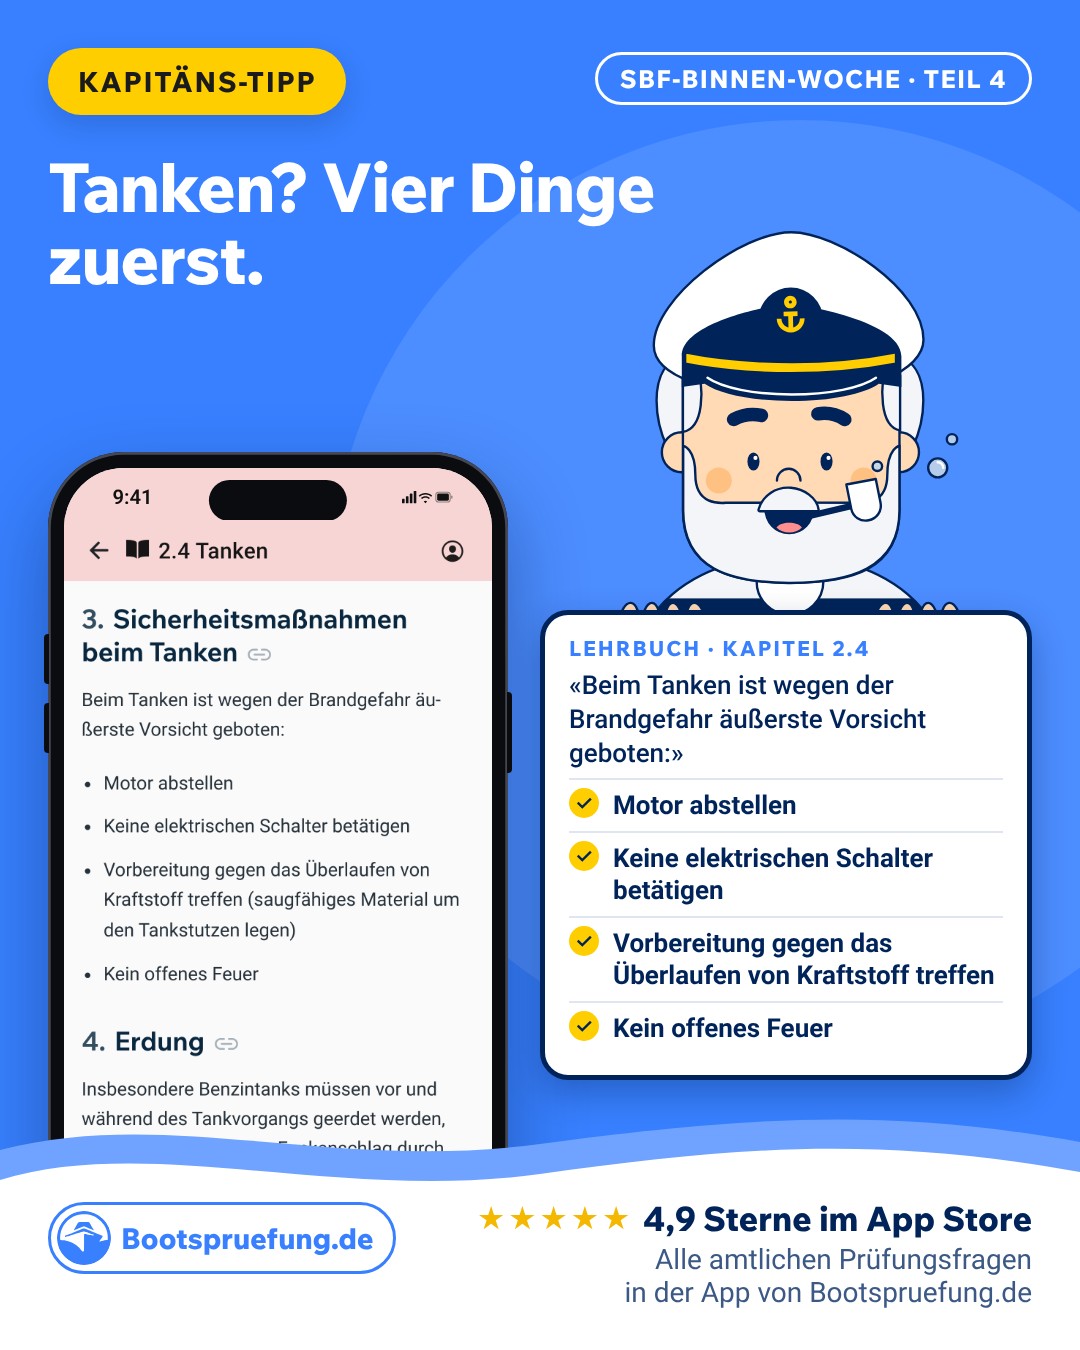 KAPITÄNS-TIPP
SBF-BINNEN-WOCHE · TEIL 4
Tanken? Vier Dinge
zuerst.
9:41
2.4 Tanken
3. Sicherheitsmaßnahmen
beim Tanken
Beim Tanken ist wegen der Brandgefahr äu-
ßerste Vorsicht geboten:
• Motor abstellen
• Keine elektrischen Schalter betätigen
• Vorbereitung gegen das Überlaufen von
Kraftstoff treffen (saugfähiges Material um
den Tankstutzen legen)
• Kein offenes Feuer
4. Erdung
Insbesondere Benzintanks müssen vor und
während des Tankvorgangs geerdet werden,
durch
LEHRBUCH · KAPITEL 2.4
«Beim Tanken ist wegen der
Brandgefahr äußerste Vorsicht
geboten:»
Motor abstellen
Keine elektrischen Schalter
betätigen
Vorbereitung gegen das
Überlaufen von Kraftstoff treffen
Kein offenes Feuer
Bootspruefung.de
★★★★★ 4,9 Sterne im App Store
Alle amtlichen Prüfungsfragen
in der App von Bootspruefung.de